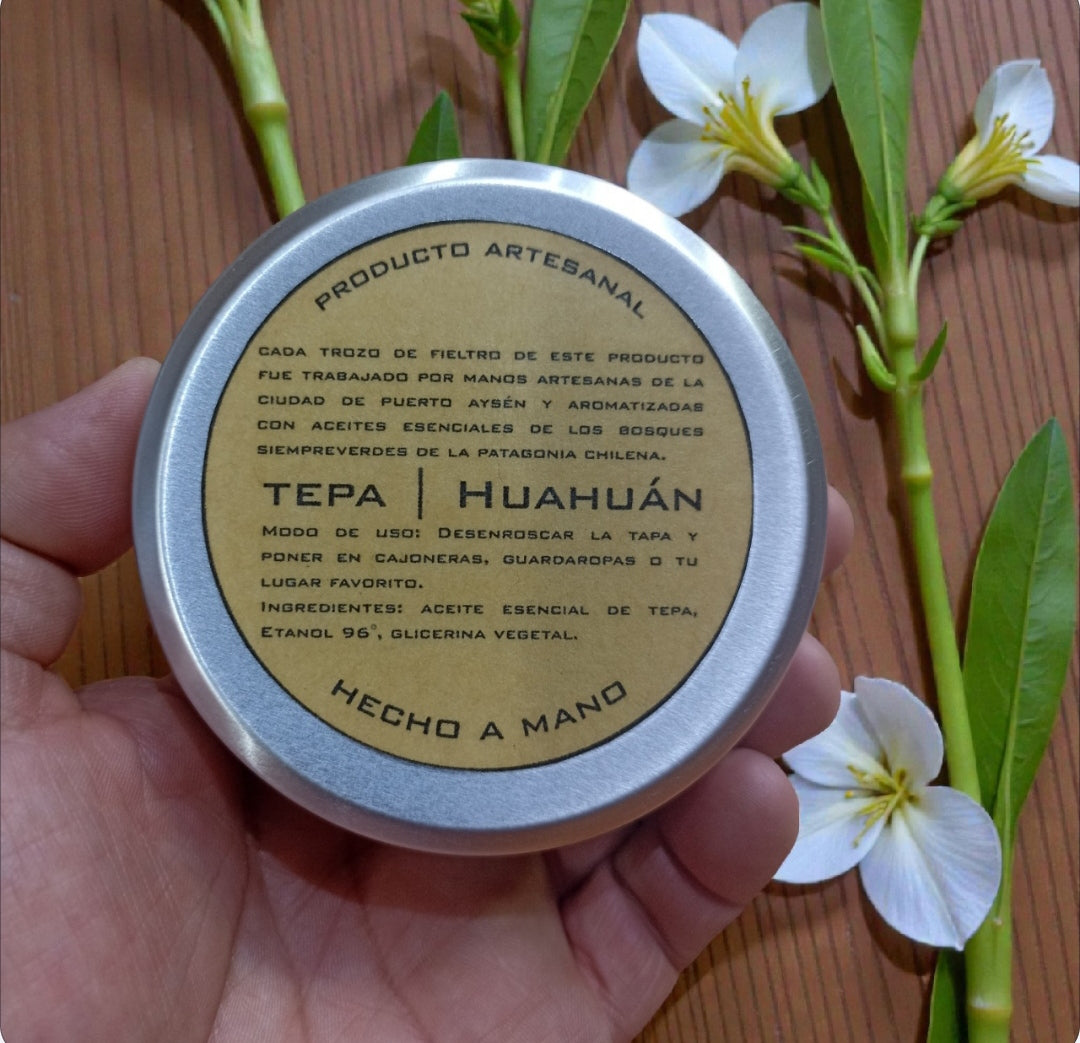 PRODUCTO ARTESANAL
CADA TROZO DE FIELTRO DE ESTE PRODUCTO
FUE TRABAJADO POR MANOS ARTESANAS DE LA
CIUDAD DE PUERTO AYSÉN Y AROMATIZADAS
CON ACEITES ESENCIALES DE LOS BOSQUES
SIEMPREVERDES DE LA PATAGONIA CHILENA.
TEPA | HUAHUÁN
MODO DE USO: DESENROSCAR LA TAPA Y
PONER EN CAJONERAS, GUARDAROPAS O TU
LUGAR FAVORITO.
INGREDIENTES: ACEITE ESENCIAL DE TEPA,
ETANOL 96°, GLICERINA VEGETAL.
HECHO A MANO